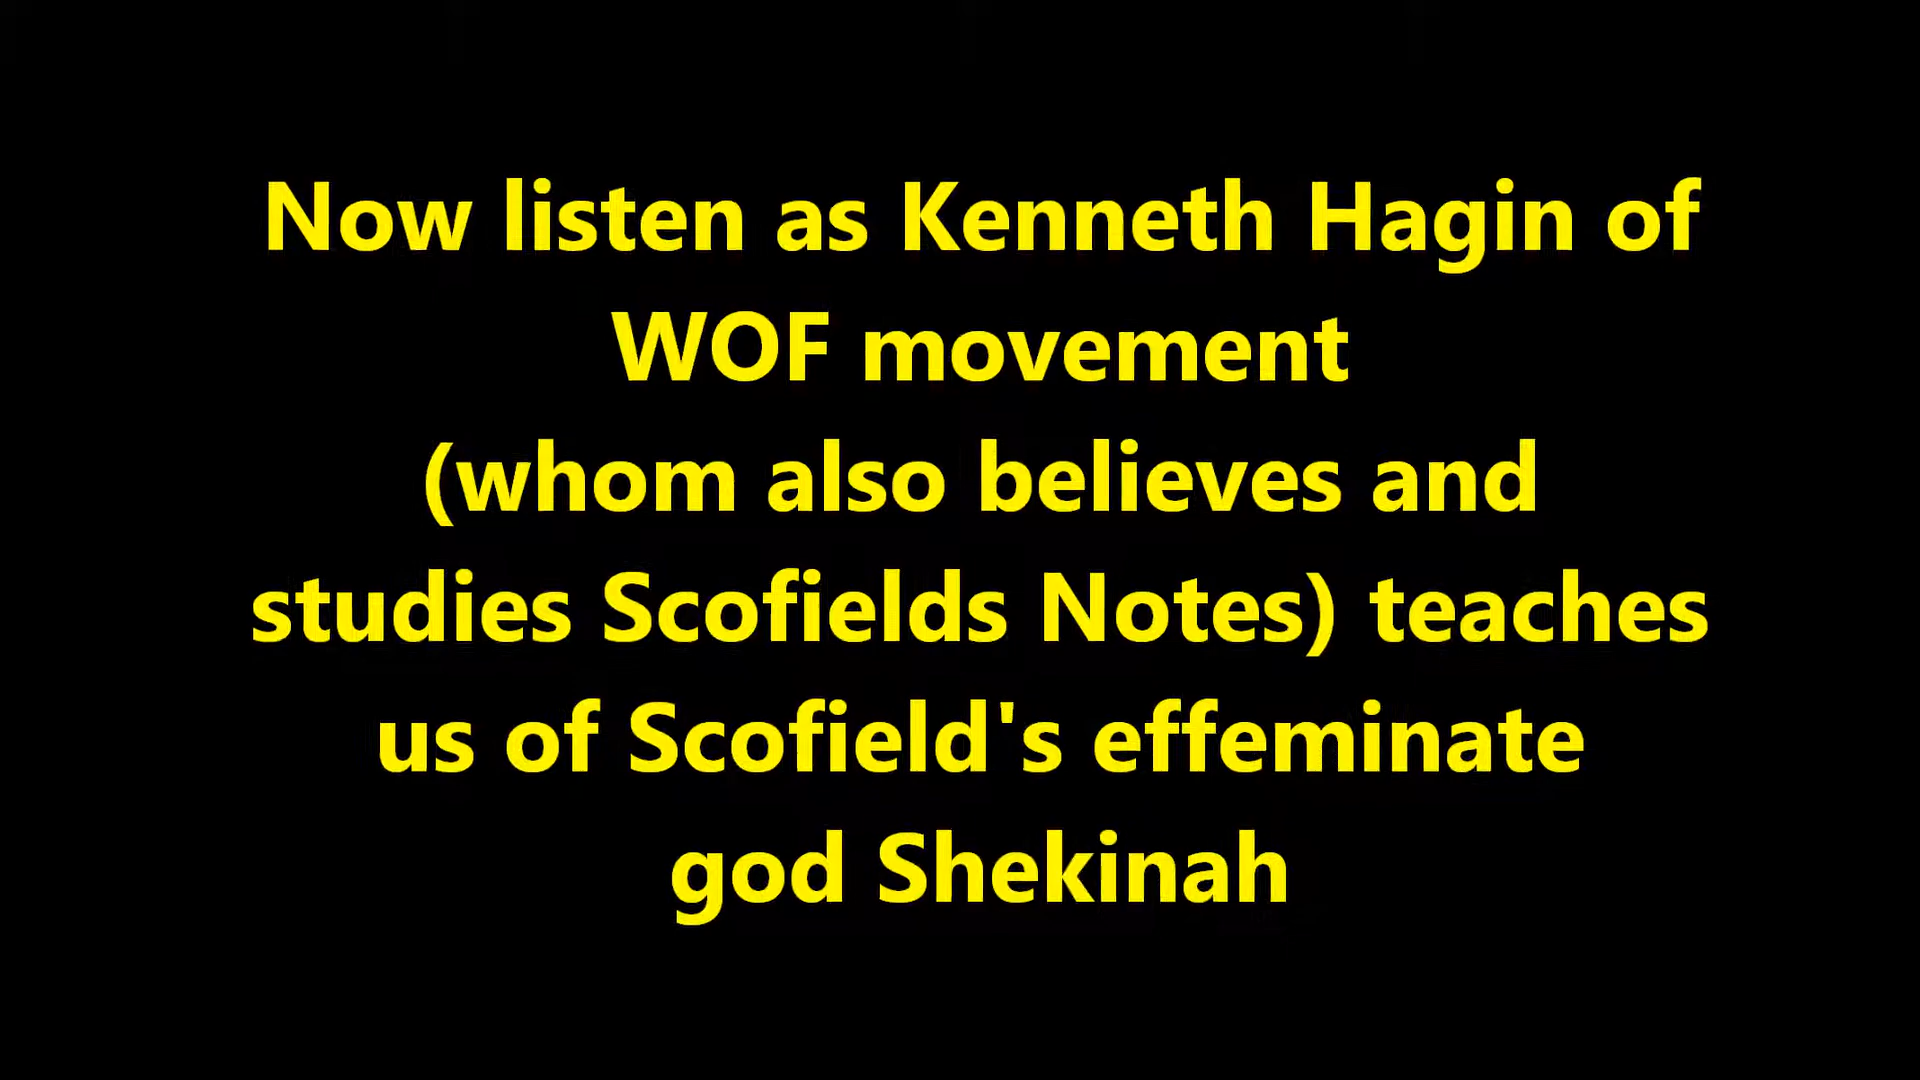 Now listen as Kenneth Hagin of
WOF movement
(whom also believes and
studies Scofields Notes) teaches
us of Scofield's effeminate
god Shekinah